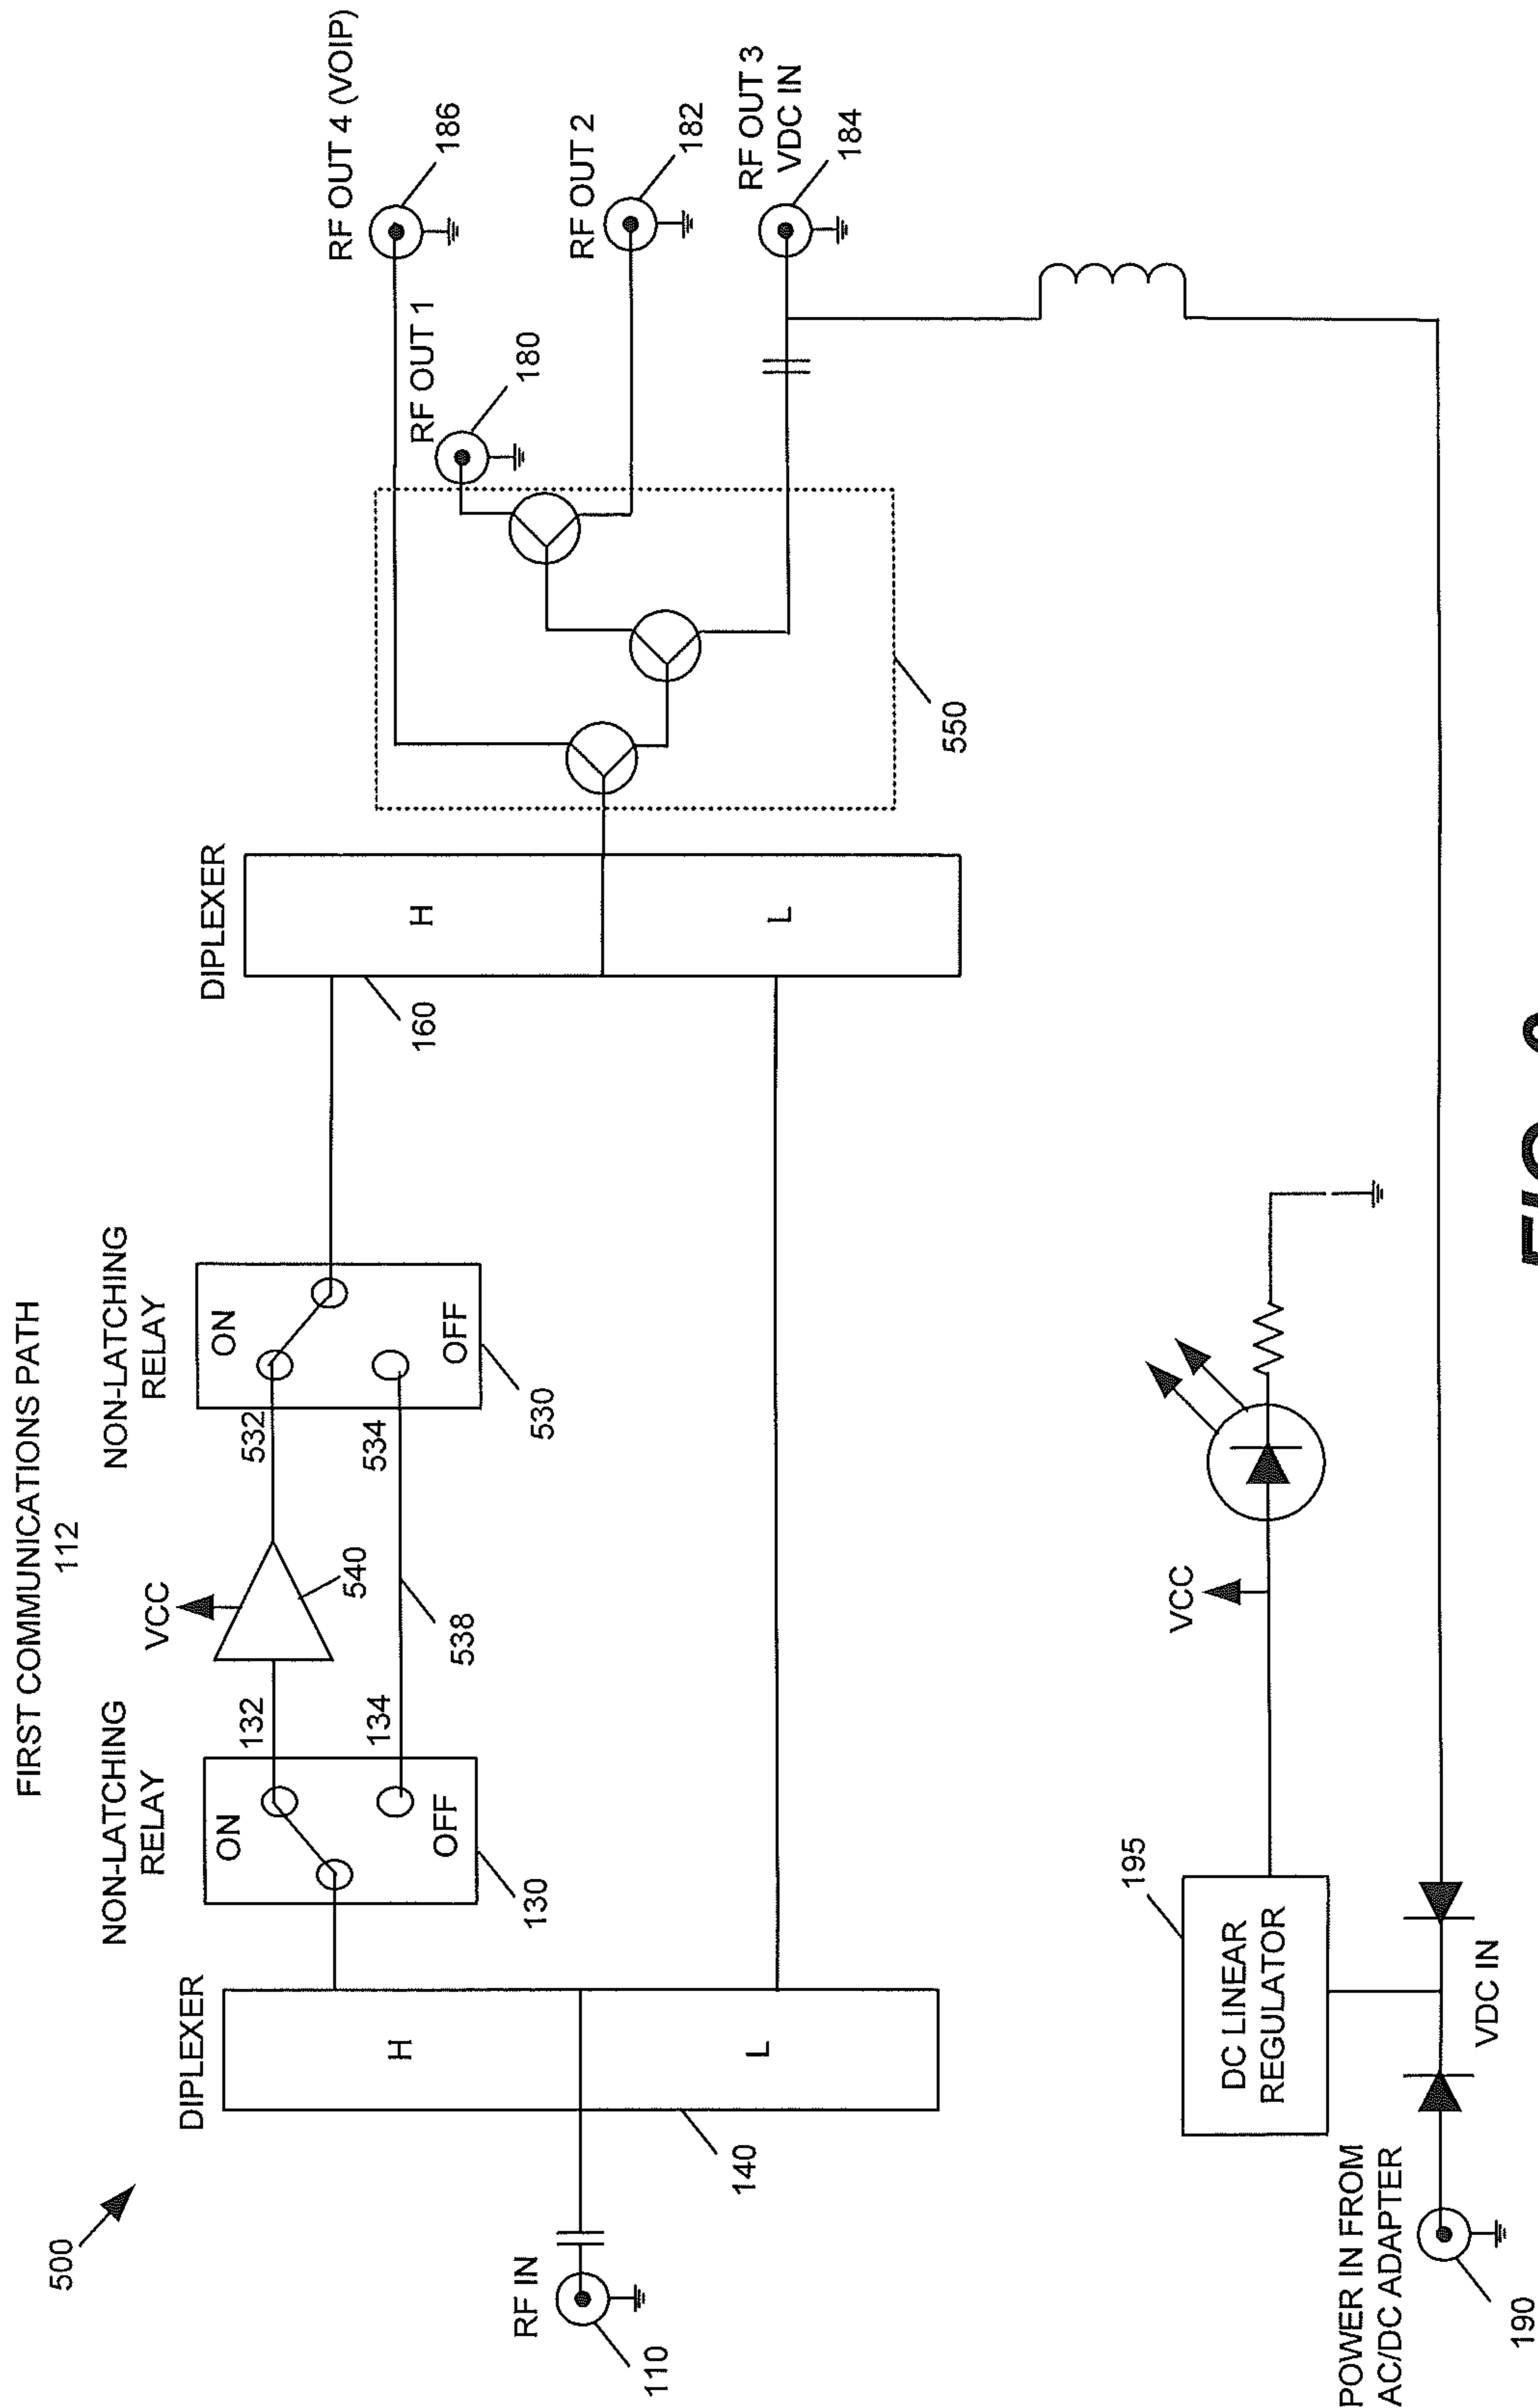 500
FIRST COMMUNICATIONS PATH
112
DIPLEXER
H
L
140
RF IN
110
NON-LATCHING
RELAY
ON
OFF
130
132
134
VCC
540
538
NON-LATCHING
RELAY
ON
OFF
532
534
530
DIPLEXER
H
L
160
550
RF OUT 4 (VOIP)
186
RF OUT 1
180
RF OUT 2
182
RF OUT 3
VDC IN
184
POWER IN FROM
AC/DC ADAPTER
190
DC LINEAR
REGULATOR
195
VDC IN
VCC
FIG.